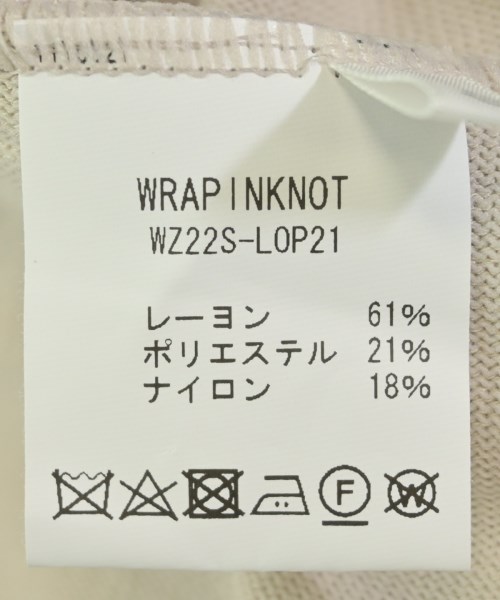 WRAPINKNOT
WZ22S-LOP21
レーヨン 61%
ポリエステル 21%
ナイロン 18%
F W